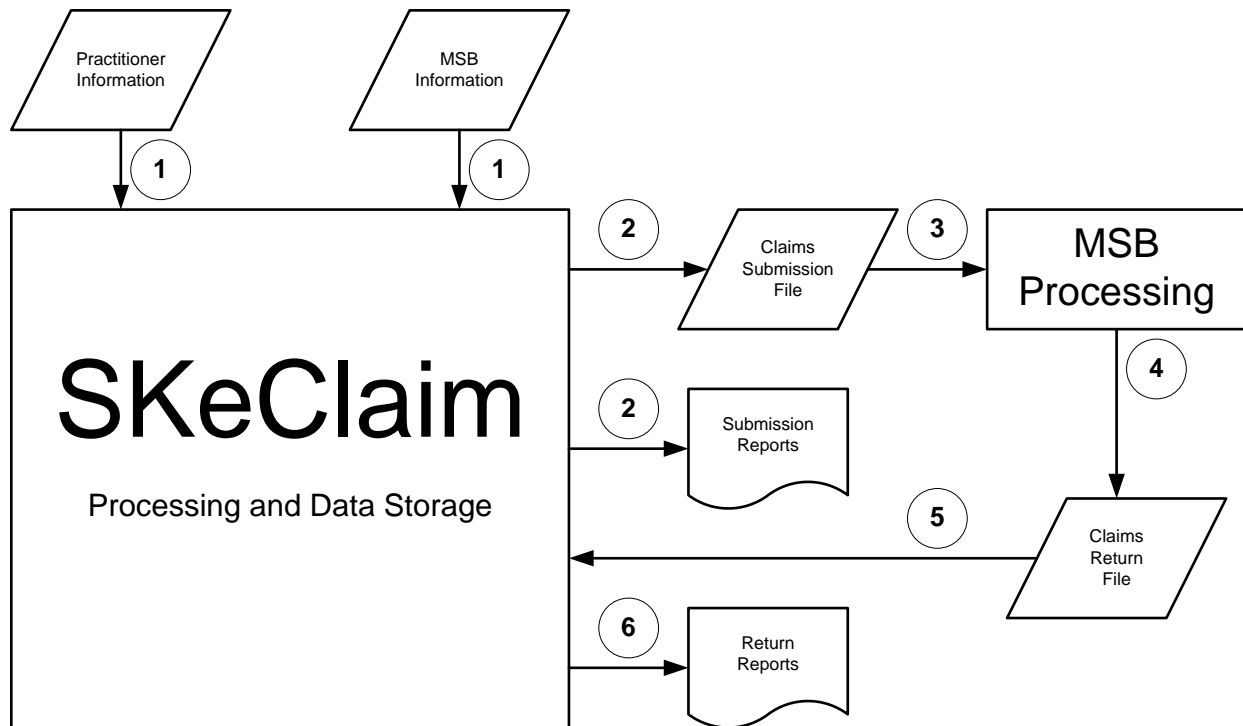 Practitioner
Information
MSB
Information
1
1
2
Claims
Submission
File
3
MSB
Processing
SKeClaim
Processing and Data Storage
2
Submission
Reports
4
5
Claims
Return
File
6
Return
Reports